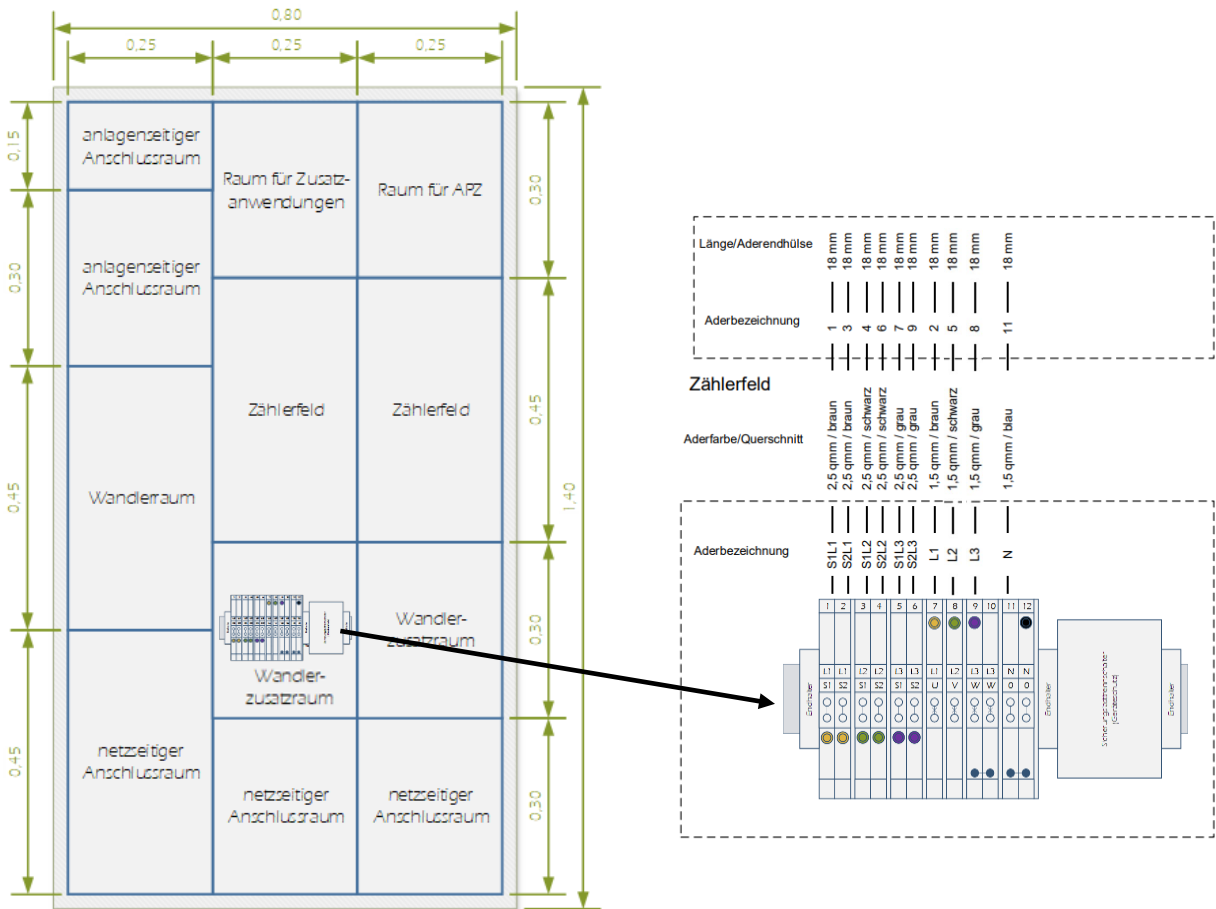 0,80
0,25
0,25
0,25
0,15
0,30
0,45
0,45
anlagenseitiger
Anschlussraum
anlagenseitiger
Anschlussraum
Wandlerraum
netzseitiger
Anschlussraum
Raum für Zusatz-
anwendungen
Zählerfeld
Wandler-
zusatzraum
netzseitiger
Anschlussraum
Raum für APZ
Zählerfeld
Wandler-
zusatzraum
netzseitiger
Anschlussraum
0,30
0,45
0,30
0,30
1,40
Länge/Aderendhülse
18 mm
18 mm
18 mm
18 mm
18 mm
18 mm
18 mm
18 mm
18 mm
18 mm
Aderbezeichnung
1
3
4
6
7
9
2
5
8
11
Zählerfeld
Aderfarbe/Querschnitt
2,5 qmm / braun
2,5 qmm / braun
2,5 qmm / schwarz
2,5 qmm / schwarz
2,5 qmm / grau
2,5 qmm / grau
1,5 qmm / braun
1,5 qmm / schwarz
1,5 qmm / grau
1,5 qmm / blau
Aderbezeichnung
S1L1
S2L1
S1L2
S2L2
S1L3
S2L3
L1
L2
L3
N
1 2 3 4 5 6 7 8 9 10 11 12
L1 L1 L2 L2 L3 L3 L1 L2 L3 L3 N N
S1 S2 S1 S2 S1 S2 U V W W 0 0
Endhalter
Endhalter
Sicherungslasttrennschalter
(Geräteschutz)
Endhalter